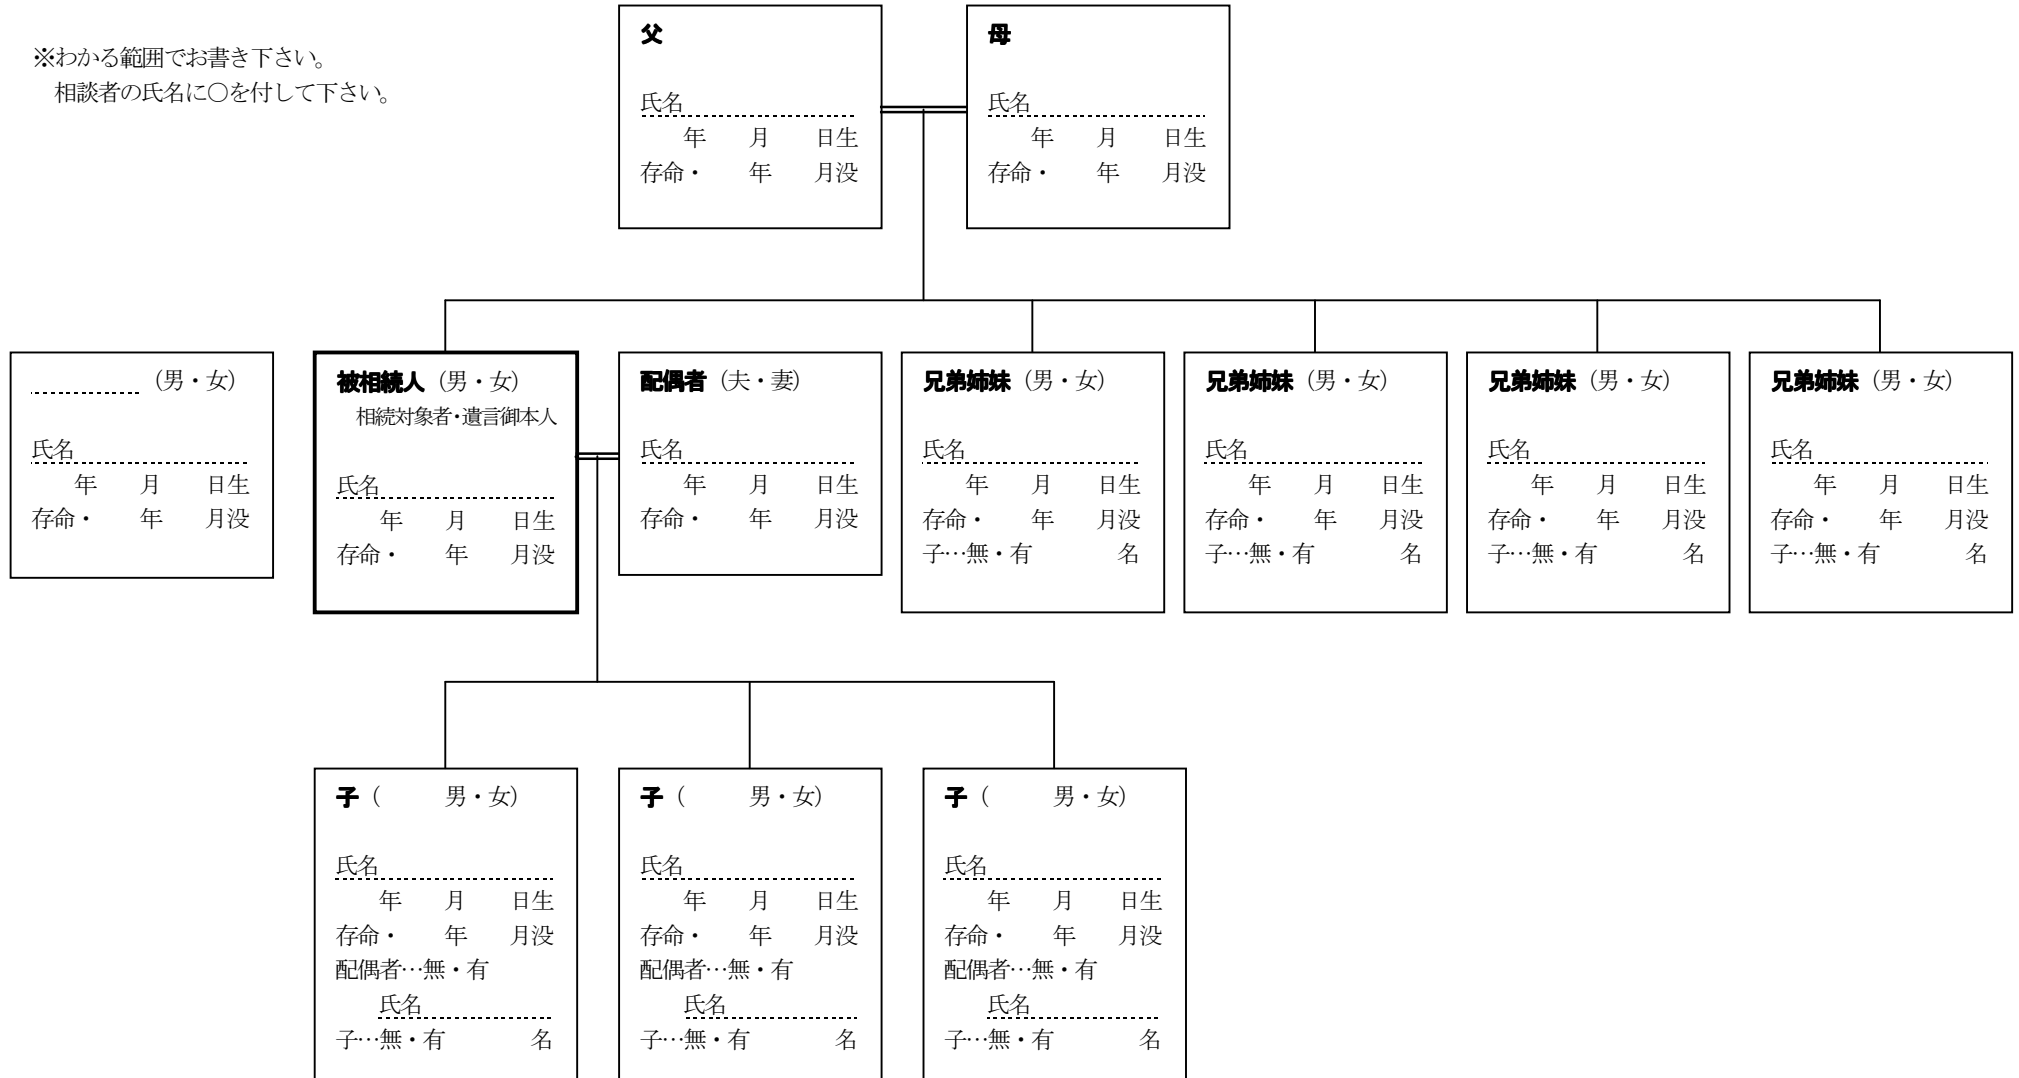 ※わかる範囲でお書き下さい。
相談者の氏名に○を付して下さい。
父
氏名
年 月 日生
存命・ 年 月没
母
氏名
年 月 日生
存命・ 年 月没
(男・女)
氏名
年 月 日生
存命・ 年 月没
被相続人（男・女）
相続対象者・遺言御本人
氏名
年 月 日生
存命・ 年 月没
配偶者（夫・妻）
氏名
年 月 日生
存命・ 年 月没
兄弟姉妹（男・女）
氏名
年 月 日生
存命・ 年 月没
子…無・有 名
兄弟姉妹（男・女）
氏名
年 月 日生
存命・ 年 月没
子…無・有 名
兄弟姉妹（男・女）
氏名
年 月 日生
存命・ 年 月没
子…無・有 名
兄弟姉妹（男・女）
氏名
年 月 日生
存命・ 年 月没
子…無・有 名
子（ 男・女）
氏名
年 月 日生
存命・ 年 月没
配偶者…無・有
氏名
子…無・有 名
子（ 男・女）
氏名
年 月 日生
存命・ 年 月没
配偶者…無・有
氏名
子…無・有 名
子（ 男・女）
氏名
年 月 日生
存命・ 年 月没
配偶者…無・有
氏名
子…無・有 名